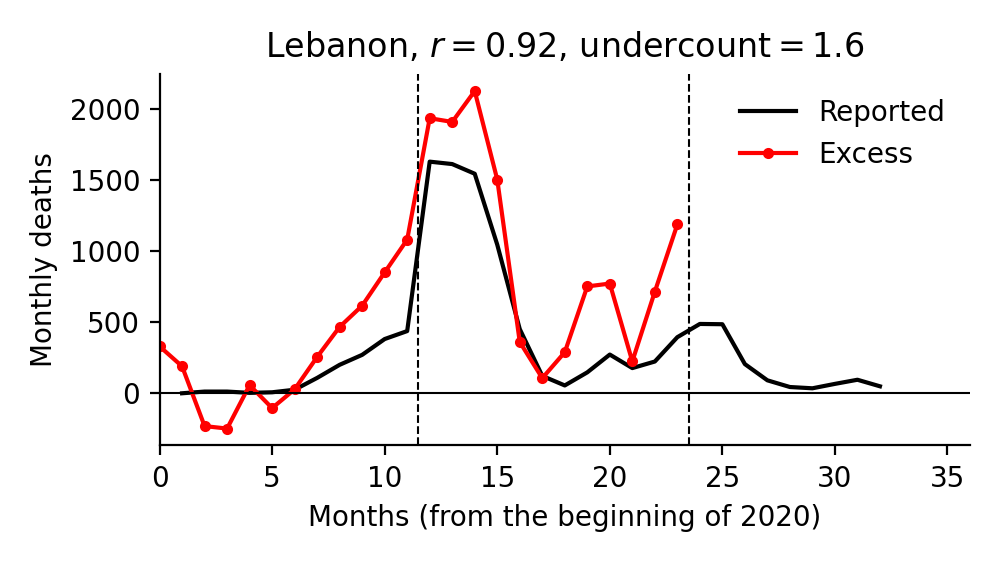 Lebanon, r = 0.92, undercount = 1.6
Monthly deaths
2000
1500
1000
500
0
Reported
Excess
0 5 10 15 20 25 30 35
Months (from the beginning of 2020)